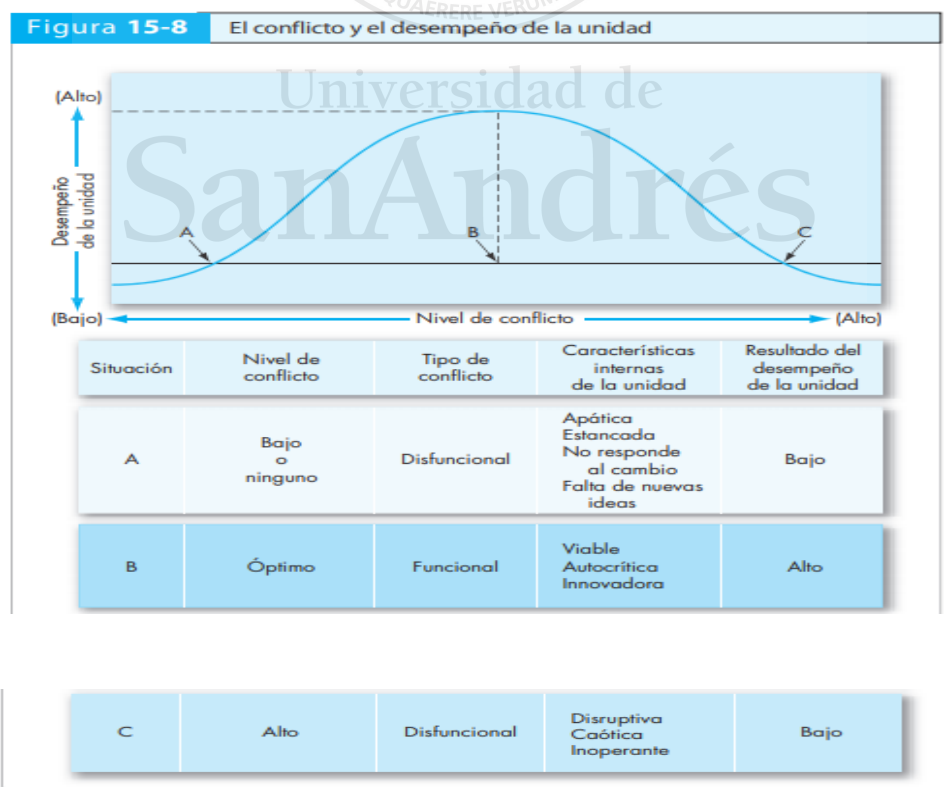 QUAERERE VERUM
Figura 15-8 El conflicto y el desempeño de la unidad
Universidad de
SanAndrés
(Alto)
Desempeño
de la unidad
(Bajo)
A
B
C
Nivel de conflicto
(Alto)
Situación
Nivel de
conflicto
Tipo de
conflicto
Características
internas
de la unidad
Resultado del
desempeño
de la unidad
A
Bajo
o
ninguno
Disfuncional
Apática
Estancada
No responde
al cambio
Falta de nuevas
ideas
Bajo
B
Óptimo
Funcional
Viable
Autocrítica
Innovadora
Alto
C
Alto
Disfuncional
Disruptiva
Caótica
Inoperante
Bajo